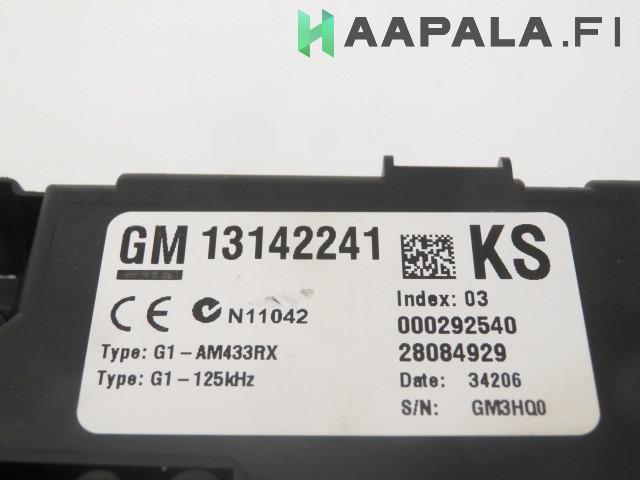 HAAPALA.FI
GM 13142241 KS
Index: 03
CE N11042
000292540
Type: G1-AM433RX
28084929
Type: G1-125kHz
Date: 34206
S/N: GM3HQ0